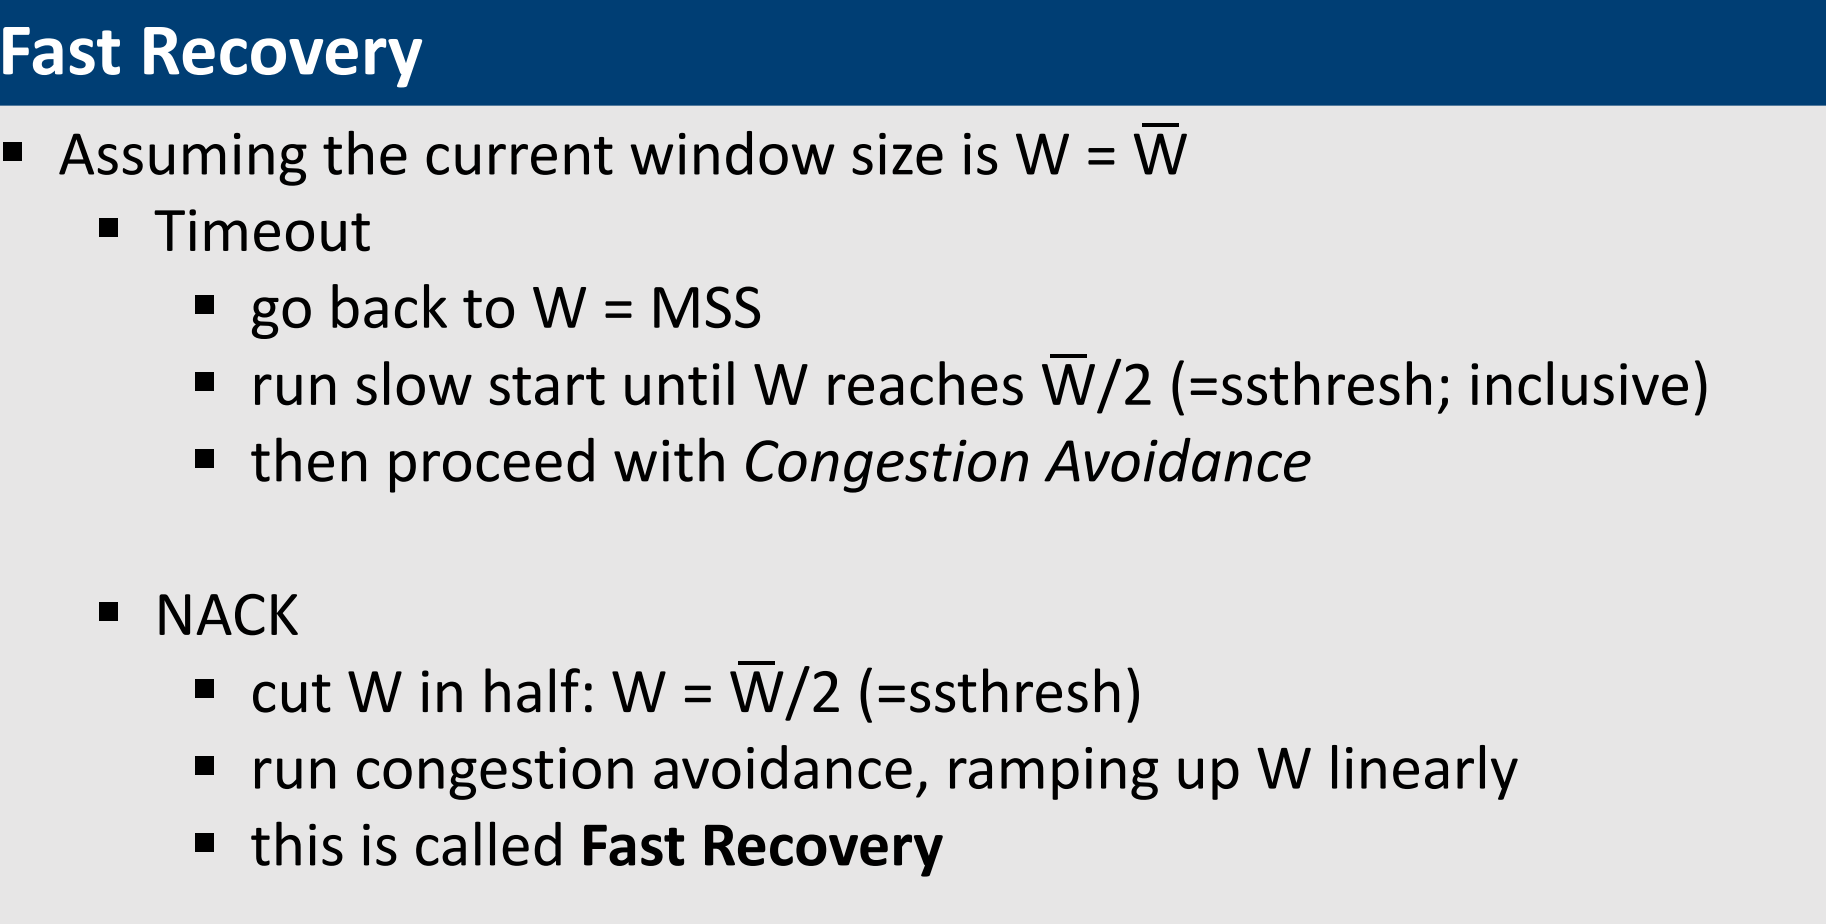 Fast Recovery
▪ Assuming the current window size is W = W̅
▪ Timeout
▪ go back to W = MSS
▪ run slow start until W reaches W̅/2 (=ssthresh; inclusive)
▪ then proceed with Congestion Avoidance
▪ NACK
▪ cut W in half: W = W̅/2 (=ssthresh)
▪ run congestion avoidance, ramping up W linearly
▪ this is called Fast Recovery